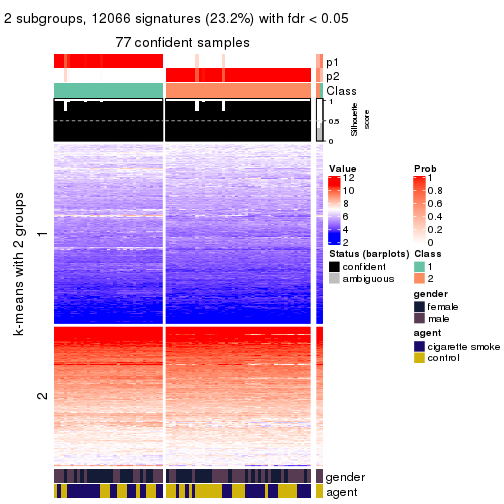 2 subgroups, 12066 signatures (23.2%) with fdr < 0.05
77 confident samples
p1
p2
Class
1
0.5
0
Silhouette
score
k-means with 2 groups
1
2
Value
12
10
8
6
4
2
Prob
1
0.8
0.6
0.4
0.2
0
Status (barplots)
confident
ambiguous
Class
1
2
gender
female
male
agent
cigarette smoke
control
gender
agent